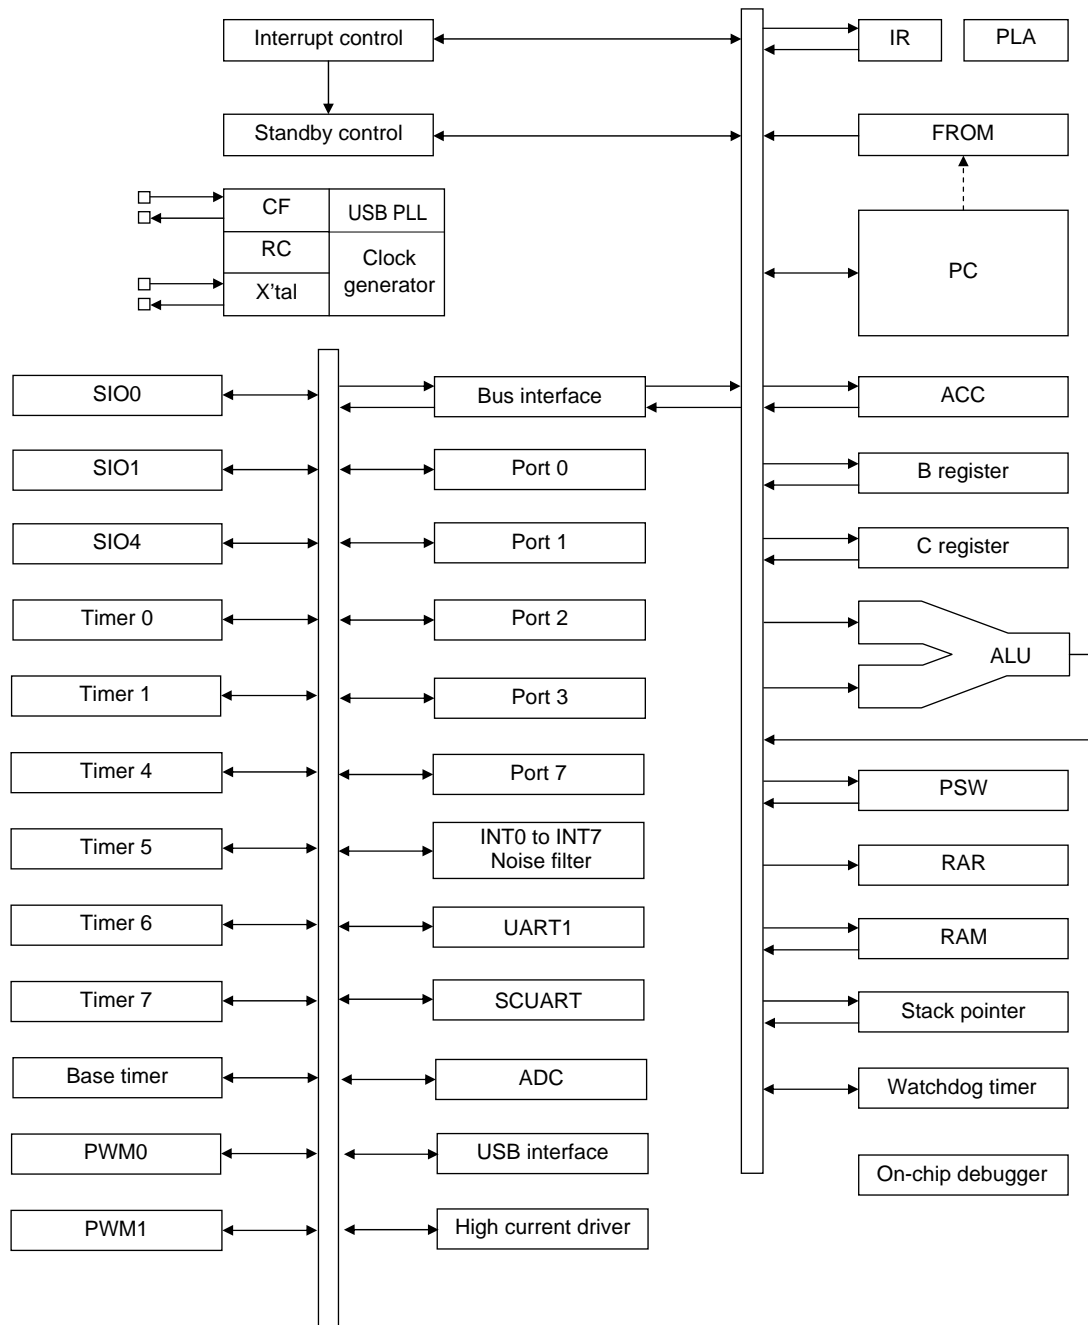 Interrupt control
IR
PLA
Standby control
FROM
CF
USB PLL
RC
Clock
generator
X'tal
PC
SIO0
Bus interface
ACC
SIO1
Port 0
B register
SIO4
Port 1
C register
Timer 0
Port 2
ALU
Timer 1
Port 3
Timer 4
Port 7
PSW
Timer 5
INT0 to INT7
Noise filter
RAR
Timer 6
UART1
RAM
Timer 7
SCUART
Stack pointer
Base timer
ADC
Watchdog timer
PWM0
USB interface
On-chip debugger
PWM1
High current driver